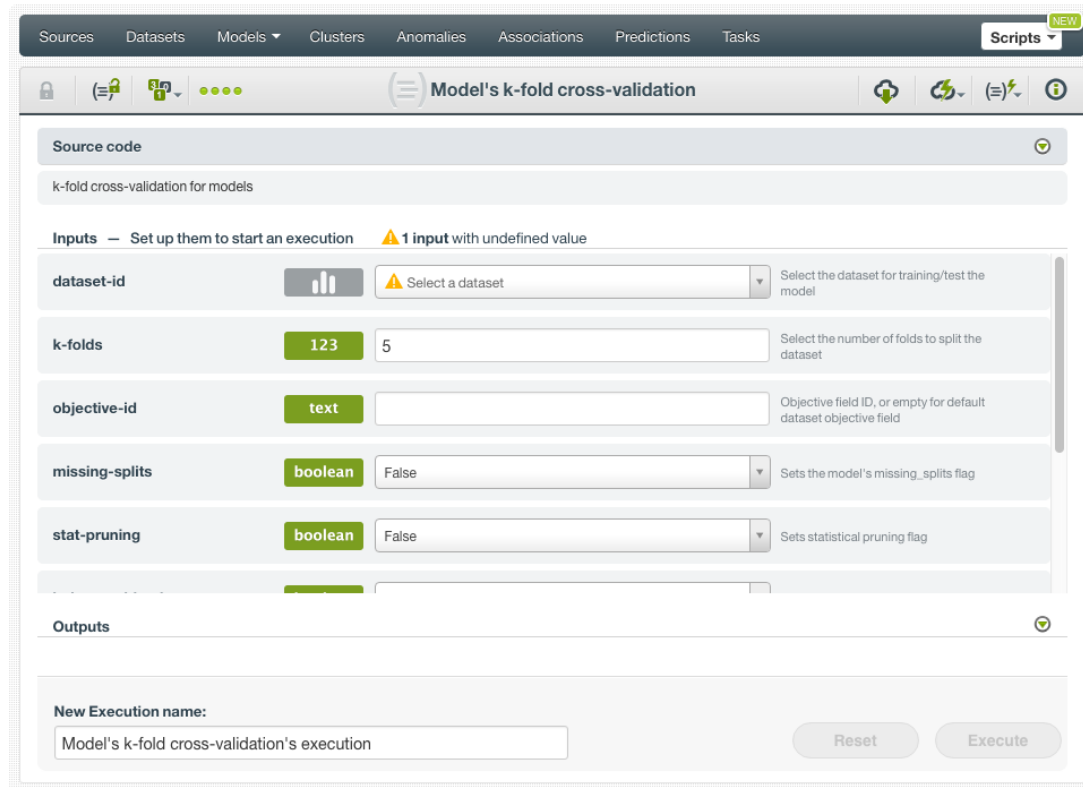 NEW
Sources Datasets Models Clusters Anomalies Associations Predictions Tasks Scripts
Model's k-fold cross-validation
Source code
k-fold cross-validation for models
Inputs — Set up them to start an execution 1 input with undefined value
dataset-id Select a dataset Select the dataset for training/test the
model
k-folds 123 5 Select the number of folds to split the
dataset
objective-id text Objective field ID, or empty for default
dataset objective field
missing-splits boolean False Sets the model's missing_splits flag
stat-pruning boolean False Sets statistical pruning flag
Outputs
New Execution name:
Model's k-fold cross-validation's execution
Reset Execute